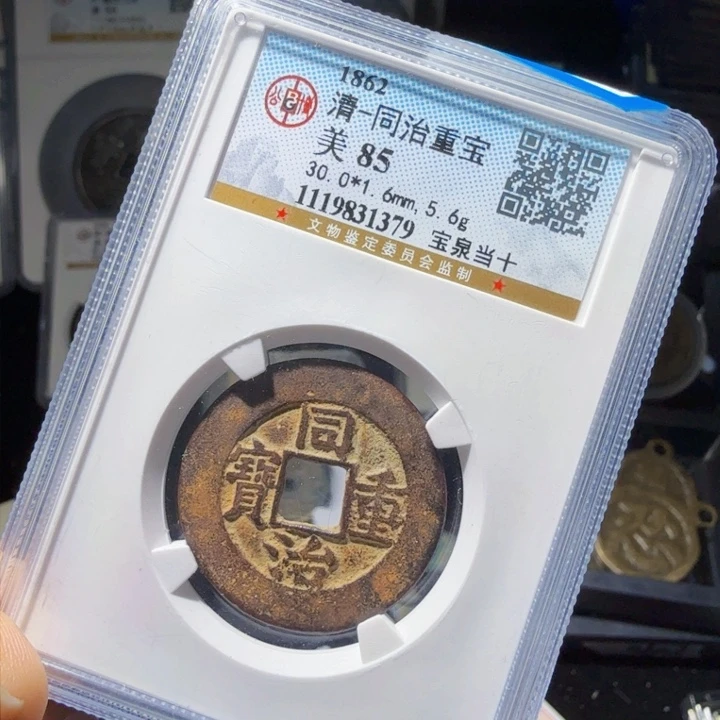 1862
清-同治重宝
美 85
30.0*1.6mm, 5.6g
1119831379 宝泉当十
文物鉴定委员会监制
同治重寶